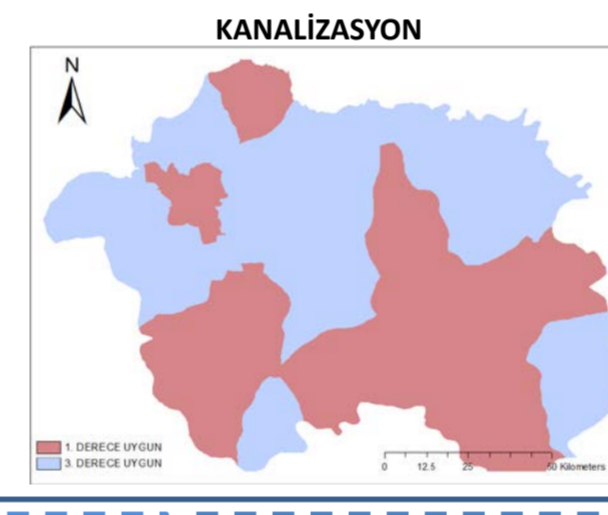 KANALİZASYON
N
1. DERECE UYGUN
3. DERECE UYGUN
0 12.5 25 50 Kilometers